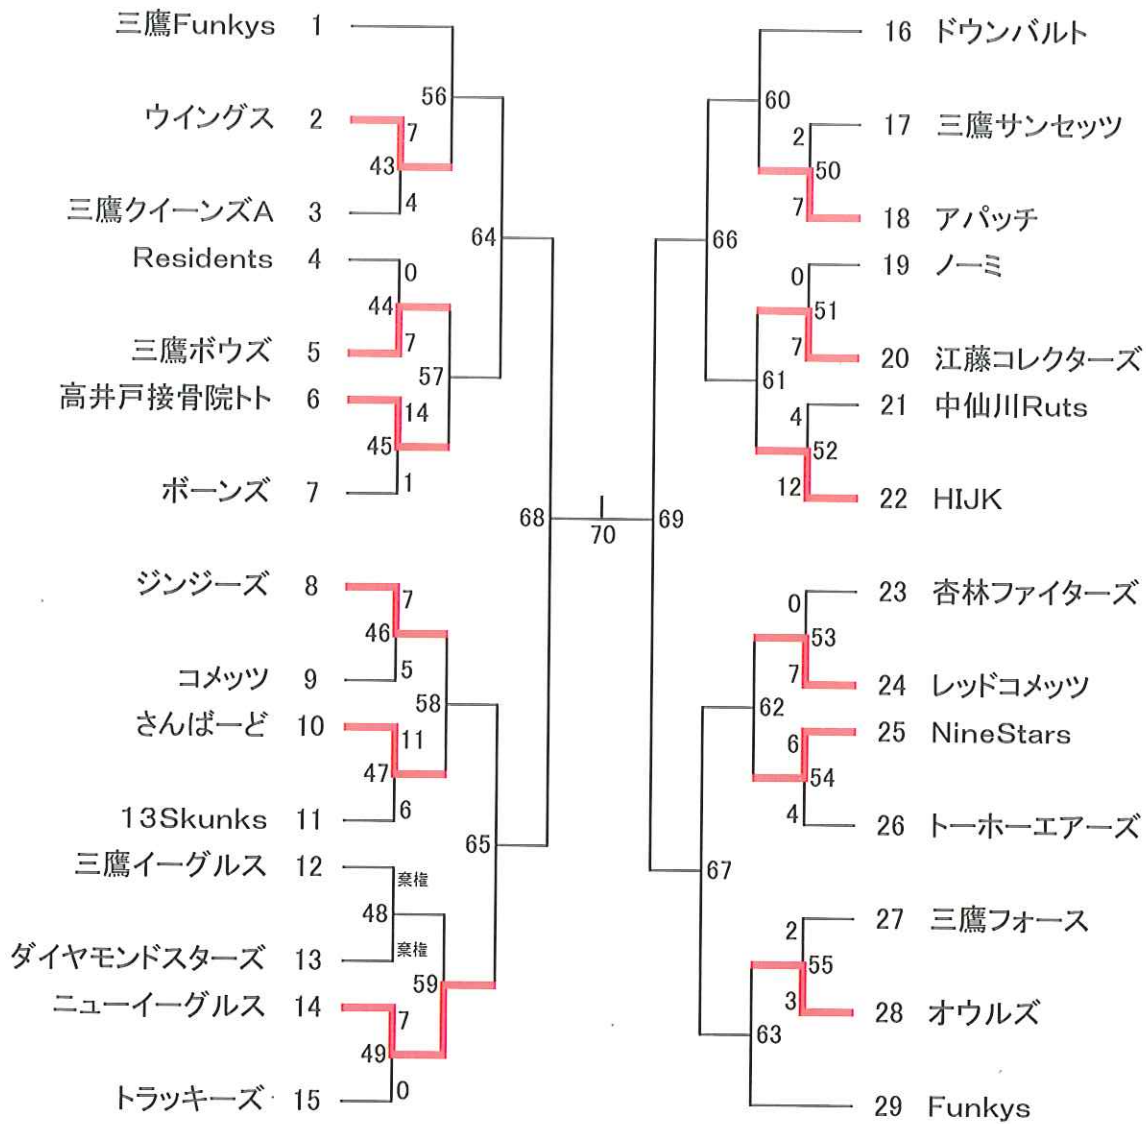 三鷹Funkys 1
56
ウイングス 2
7
43
三鷹クイーンズA 3
4
64
Residents 4
0
44
三鷹ボウズ 5
7
57
高井戸接骨院トト 6
14
45
ボーンズ 7
1
68
ジンジーズ 8
7
46
コメッツ 9
5
58
さんばーど 10
11
47
13Skunks 11
6
65
三鷹イーグルス 12
棄権
48
ダイヤモンドスターズ 13
棄権
59
ニューイーグルス 14
7
49
トラッキーズ 15
0
70
16 ドウンバルト
60
17 三鷹サンセッツ
2
50
18 アパッチ
7
66
19 ノーミ
0
51
20 江藤コレクターズ
7
61
21 中仙川Ruts
4
52
22 HIJK
12
69
23 杏林ファイターズ
0
53
24 レッドコメッツ
7
62
25 NineStars
6
54
26 トーホーエアーズ
4
67
27 三鷹フォース
2
55
28 オウルズ
3
63
29 Funkys